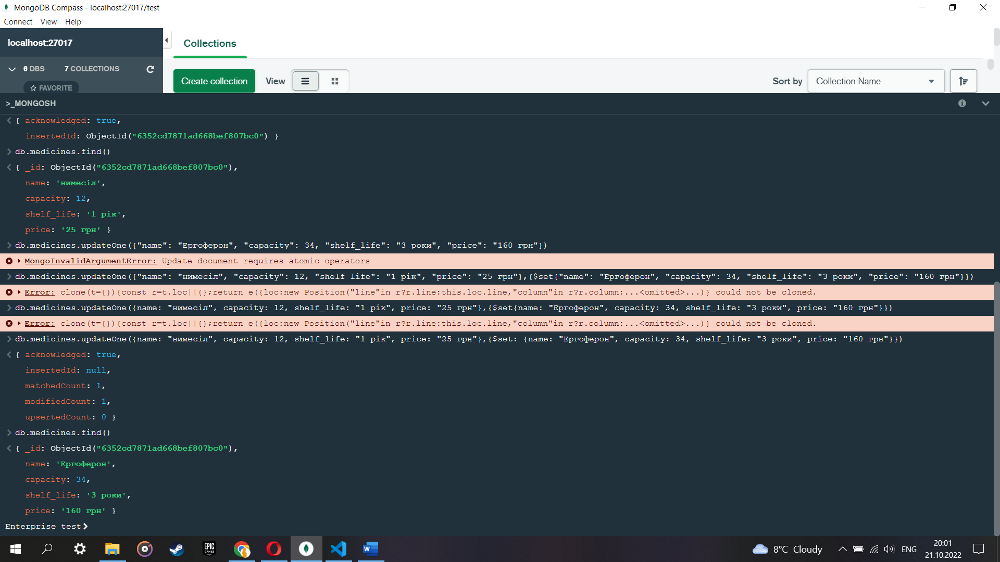 MongoDB Compass - localhost:27017/test
Connect View Help
localhost:27017
Collections
6 DBS 7 COLLECTIONS
FAVORITE
Create collection View Sort by Collection Name
>_MONGOSH
{ acknowledged: true,
insertedId: ObjectId("6352cd7871ad668bef807bc0") }
db.medicines.find()
{ _id: ObjectId("6352cd7871ad668bef807bc0"),
name: 'нимесіл',
capacity: 12,
shelf_life: '1 рік',
price: '25 грн' }
db.medicines.updateOne({"name": "Ергоферон", "capacity": 34, "shelf_life": "3 роки", "price": "160 грн"})
MongoInvalidArgumentError: Update document requires atomic operators
db.medicines.updateOne({"name": "нимесіл", "capacity": 12, "shelf life": "1 рік", "price": "25 грн"},{$set{"name": "Ергоферон", "capacity": 34, "shelf_life": "3 роки", "price": "160 грн"}})
Error: clone(t={}){const r=t.loc||{};return e({loc:new Position("line"in r?r.line:this.loc.line,"column"in r?r.column:...<omitted>...)} could not be cloned.
db.medicines.updateOne({name: "нимесіл", capacity: 12, shelf_life: "1 рік", price: "25 грн"},{$set{name: "Ергоферон", capacity: 34, shelf_life: "3 роки", price: "160 грн"}})
Error: clone(t={}){const r=t.loc||{};return e({loc:new Position("line"in r?r.line:this.loc.line,"column"in r?r.column:...<omitted>...)} could not be cloned.
db.medicines.updateOne({name: "нимесіл", capacity: 12, shelf_life: "1 рік", price: "25 грн"},{$set: {name: "Ергоферон", capacity: 34, shelf_life: "3 роки", price: "160 грн"}})
{ acknowledged: true,
insertedId: null,
matchedCount: 1,
modifiedCount: 1,
upsertedCount: 0 }
db.medicines.find()
{ _id: ObjectId("6352cd7871ad668bef807bc0"),
name: 'Ергоферон',
capacity: 34,
shelf_life: '3 роки',
price: '160 грн' }
Enterprise test>
EPIC GAMES
8°C Cloudy ENG 20:01
21.10.2022